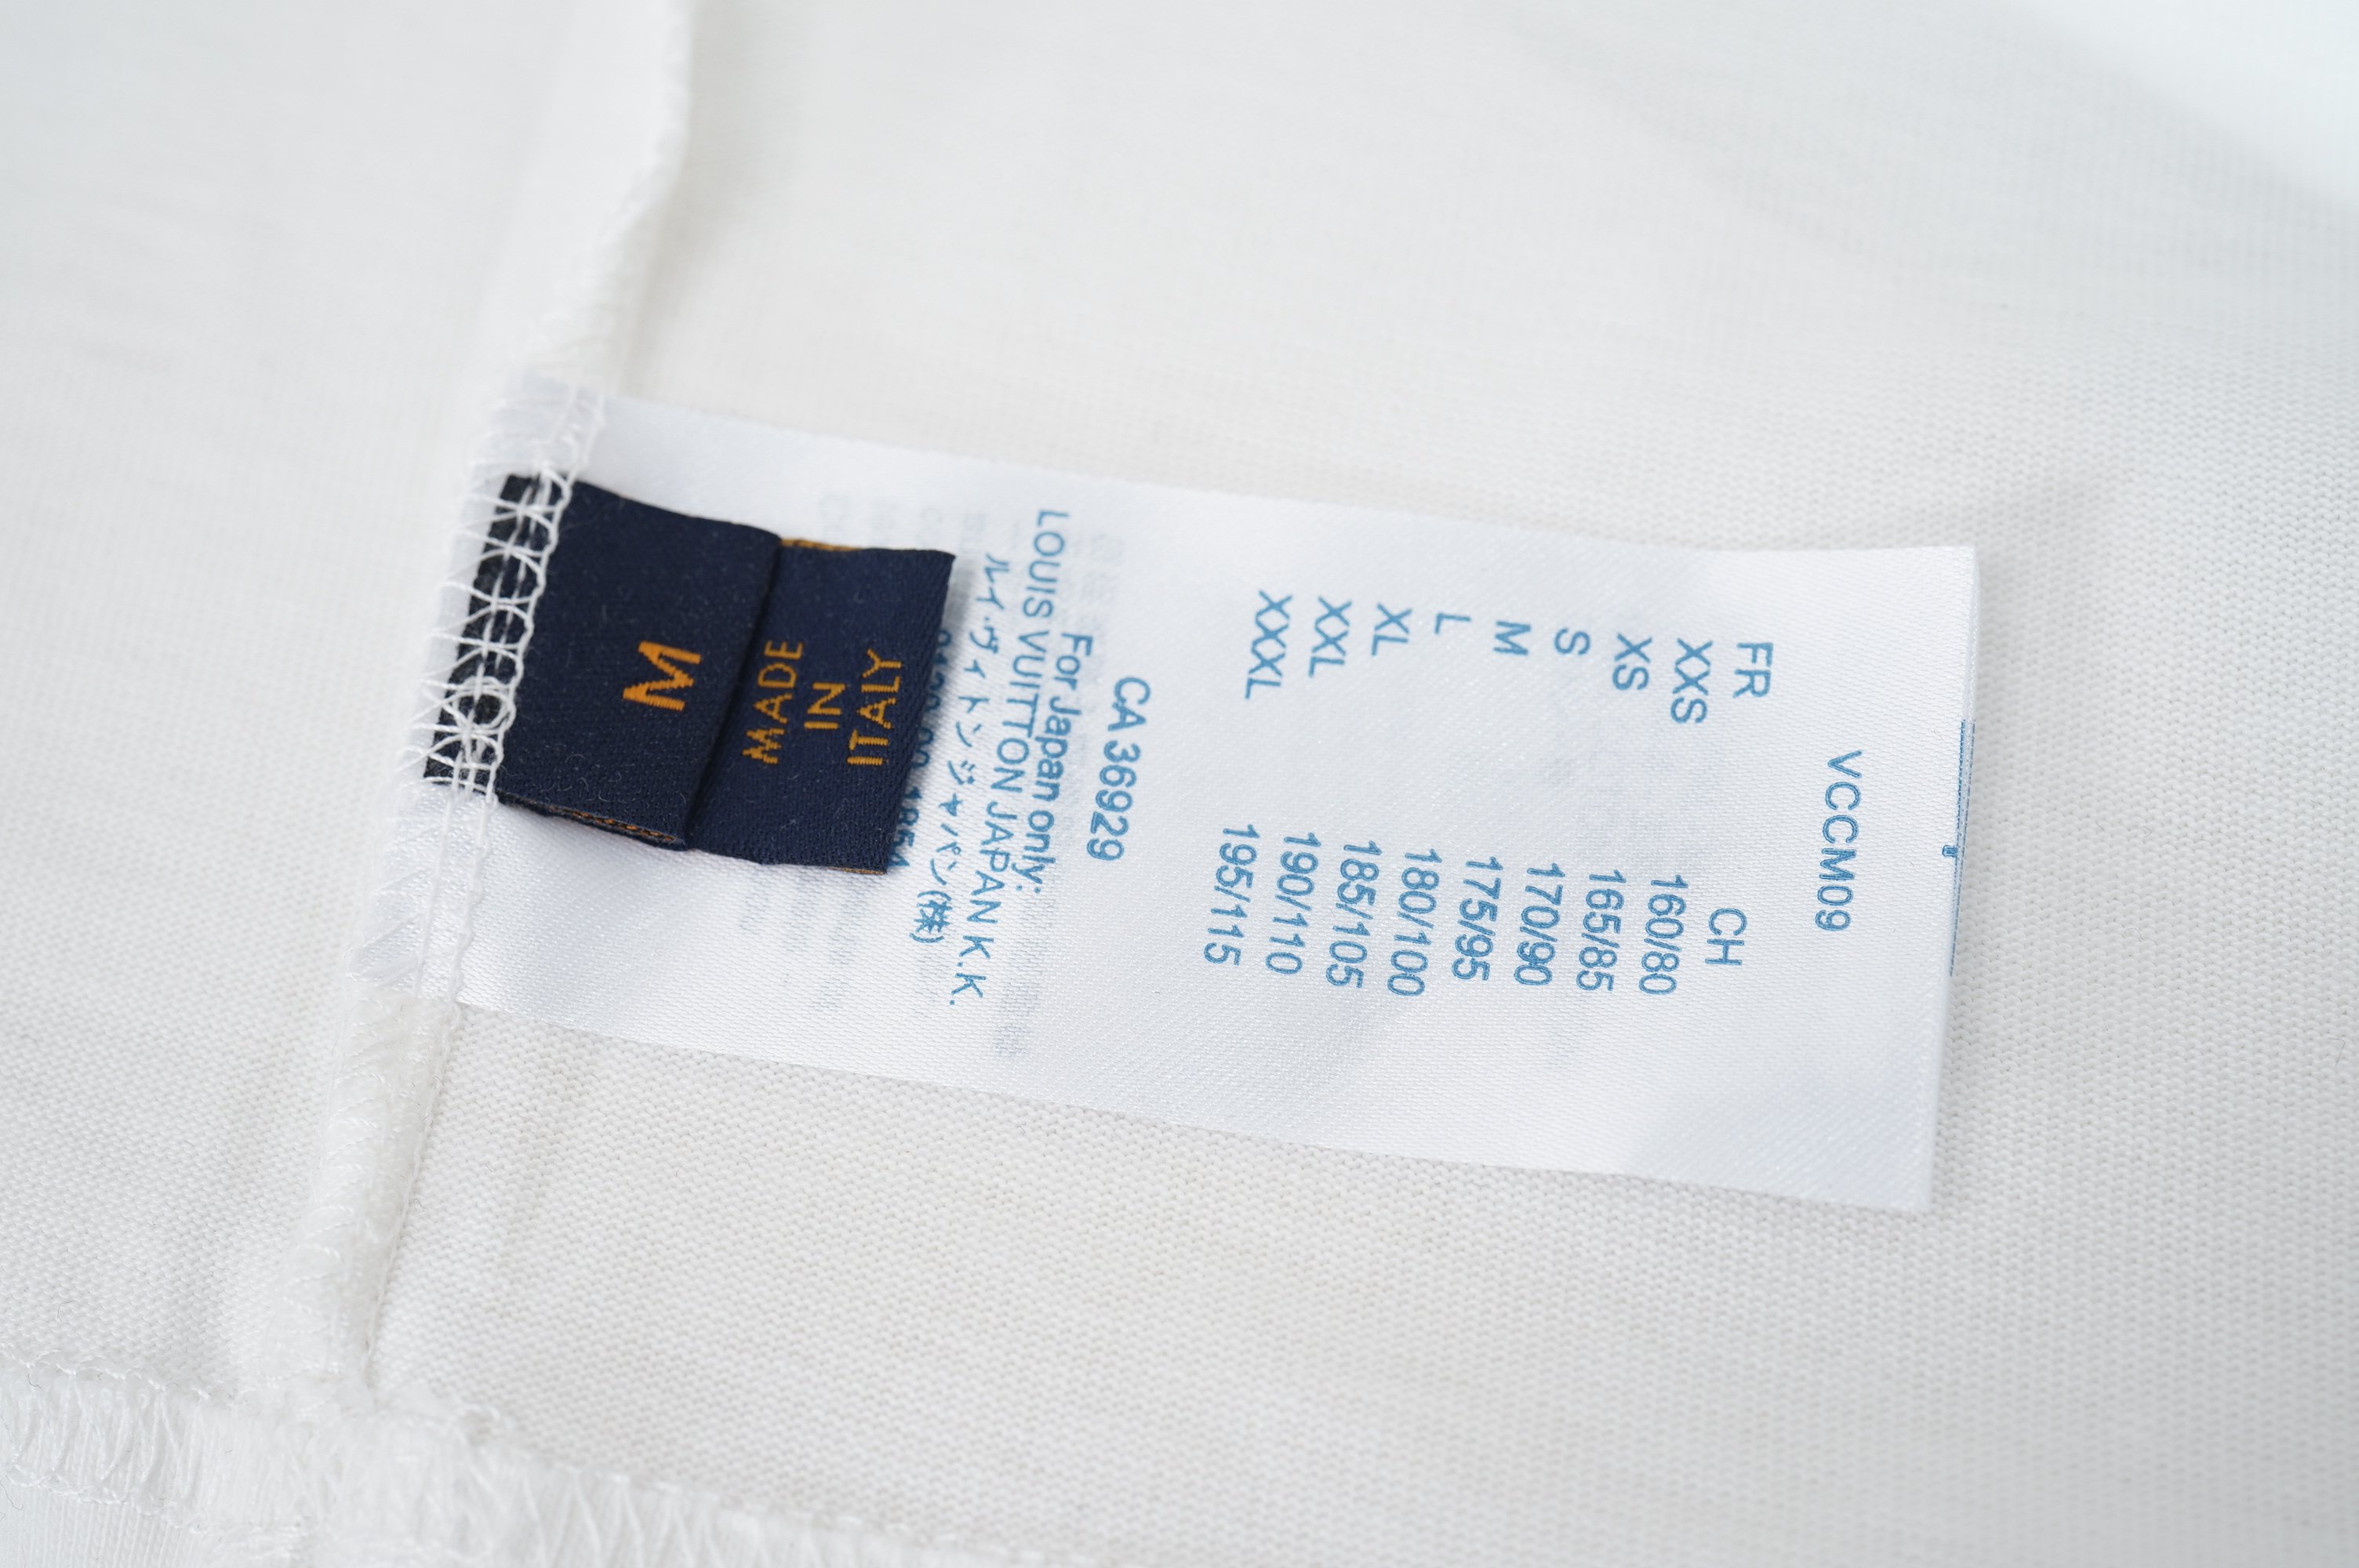 VCCM09
FR CH
XXS 160/80
XS 165/85
S 170/90
M 175/95
L 180/100
XL 185/105
XXL 190/110
XXXL 195/115
CA 36929
For Japan only:
LOUIS VUITTON JAPAN K.K.
ルイ・ヴィトンジャパン(株)
M
MADE
IN
ITALY